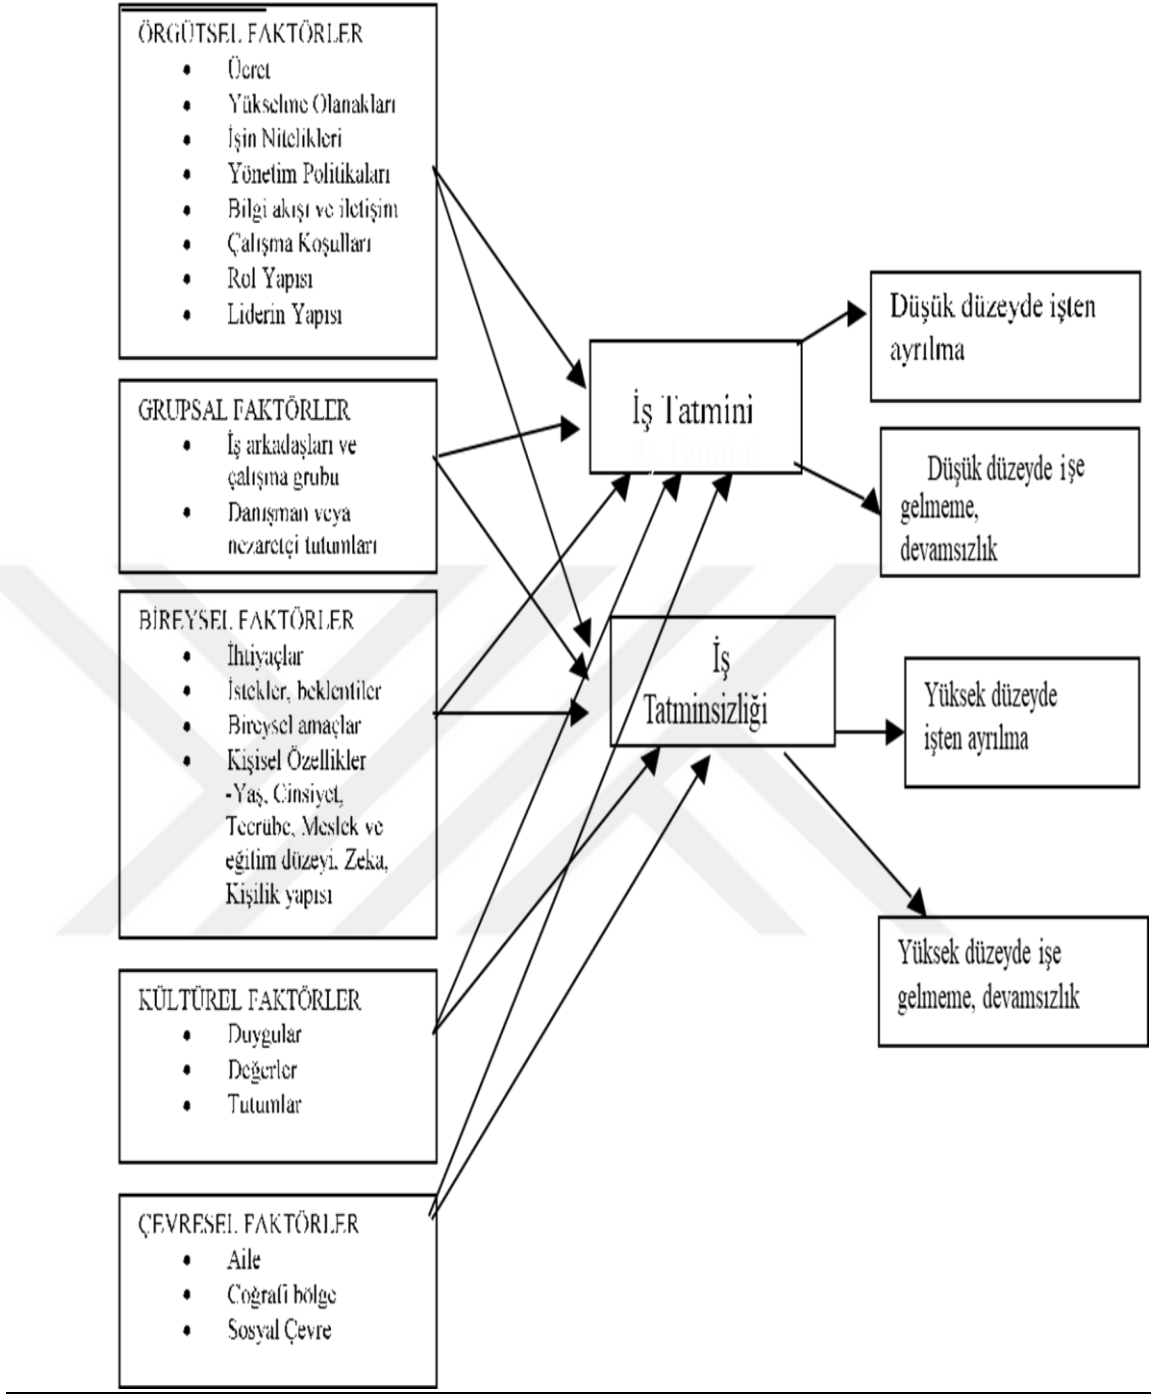 ÖRGÜTSEL FAKTÖRLER
• Ücret
• Yükselme Olanakları
• İşin Nitelikleri
• Yönetim Politikaları
• Bilgi akışı ve iletişim
• Çalışma Koşulları
• Rol Yapısı
• Liderin Yapısı
GRUPSAL FAKTÖRLER
• İş arkadaşları ve
çalışma grubu
• Danışman veya
nezaretçi tutumları
BİREYSEL FAKTÖRLER
• İhtiyaçlar
• İstekler, beklentiler
• Bireysel amaçlar
• Kişisel Özellikler
-Yaş, Cinsiyet,
Tecrübe, Meslek ve
eğitim düzeyi. Zeka,
Kişilik yapısı
KÜLTÜREL FAKTÖRLER
• Duygular
• Değerler
• Tutumlar
ÇEVRESEL FAKTÖRLER
• Aile
• Coğrafi bölge
• Sosyal Çevre
İş Tatmini
İş
Tatminsizliği
Düşük düzeyde işten
ayrılma
Düşük düzeyde işe
gelmeme,
devamsızlık
Yüksek düzeyde
işten ayrılma
Yüksek düzeyde işe
gelmeme, devamsızlık